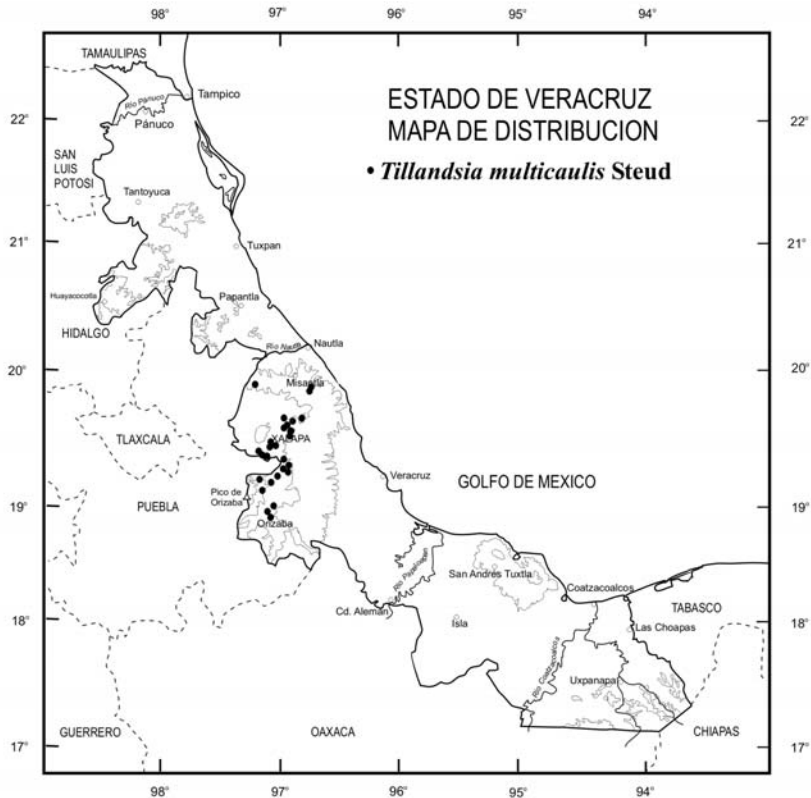 98° 97° 96° 95° 94°
TAMAULIPAS
Río Pánuco
Tampico
Pánuco
22°
22°
ESTADO DE VERACRUZ
MAPA DE DISTRIBUCION
• Tillandsia multicaulis Steud
SAN
LUIS
POTOSI
Tantoyuca
21°
21°
Tuxpan
Huayacocotla
Papantla
HIDALGO
Río Nautla
Nautla
20°
20°
Misantla
TLAXCALA
XALAPA
Veracruz
GOLFO DE MEXICO
Pico de
Orizaba
19°
19°
PUEBLA
Orizaba
Río Papaloapan
San Andrés Tuxtla
Coatzacoalcos
TABASCO
18°
18°
Cd. Alemán
Isla
Las Choapas
Río Coatzacoalcos
Uxpanapa
GUERRERO
OAXACA
CHIAPAS
17°
17°
98° 97° 96° 95° 94°